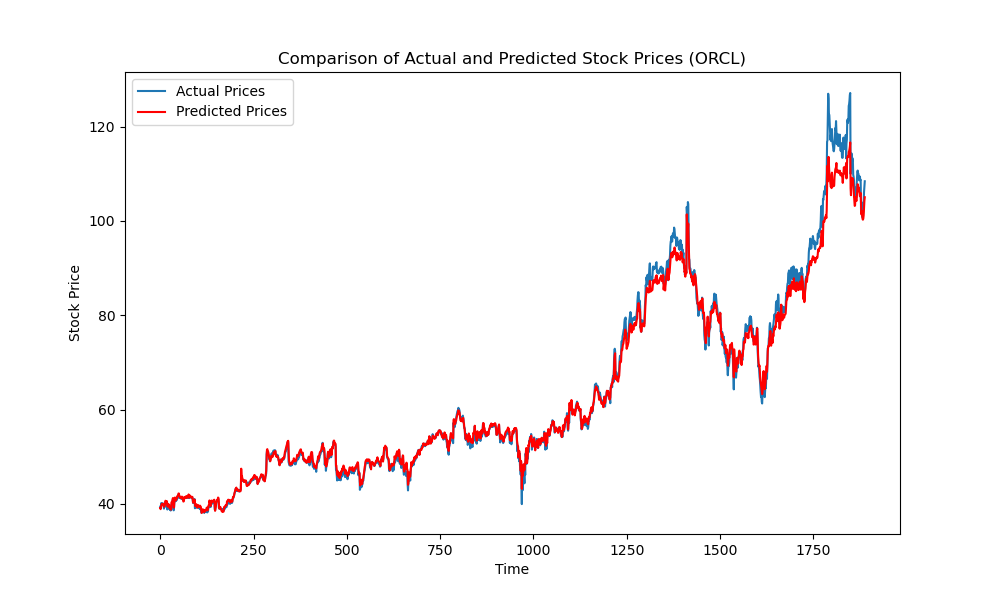 Comparison of Actual and Predicted Stock Prices (ORCL)
Actual Prices
Predicted Prices
120
100
80
60
40
Stock Price
0 250 500 750 1000 1250 1500 1750
Time